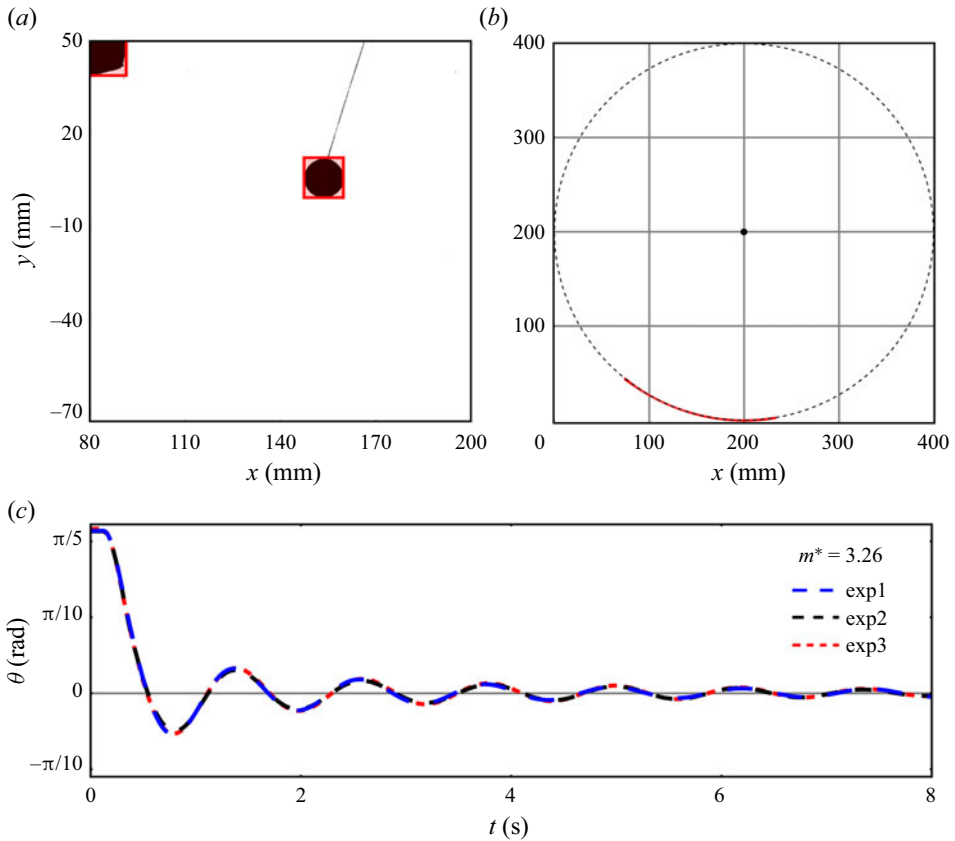 (a)
(b)
50
20
−10
−40
−70
y (mm)
80 110 140 170 200
x (mm)
400
300
200
100
0 100 200 300 400
x (mm)
(c)
π/5
π/10
0
−π/10
θ (rad)
m* = 3.26
exp1
exp2
exp3
0 2 4 6 8
t (s)